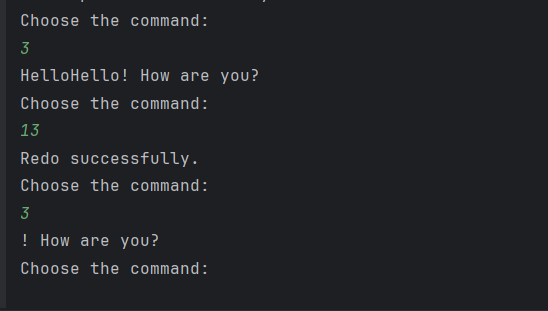 Choose the command:
3
HelloHello! How are you?
Choose the command:
13
Redo successfully.
Choose the command:
3
! How are you?
Choose the command: